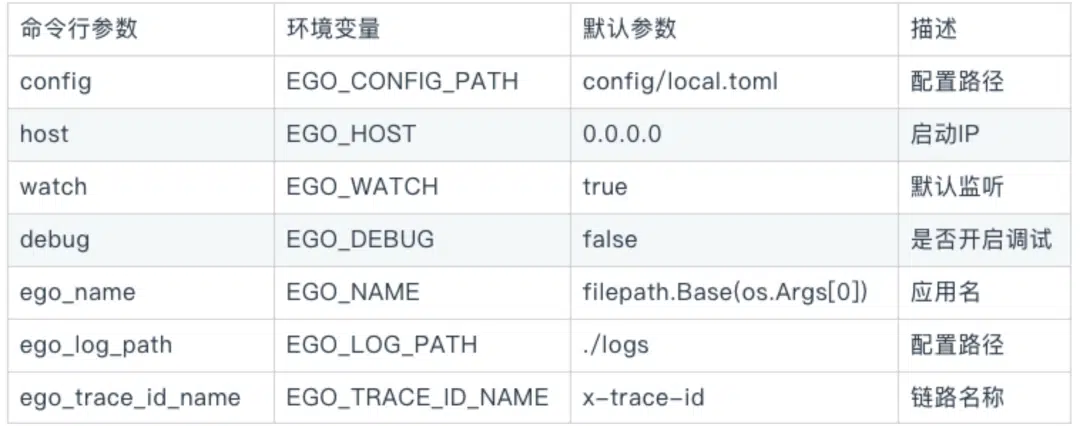 命令行参数 环境变量 默认参数 描述
config EGO_CONFIG_PATH config/local.toml 配置路径
host EGO_HOST 0.0.0.0 启动IP
watch EGO_WATCH true 默认监听
debug EGO_DEBUG false 是否开启调试
ego_name EGO_NAME filepath.Base(os.Args[0]) 应用名
ego_log_path EGO_LOG_PATH ./logs 配置路径
ego_trace_id_name EGO_TRACE_ID_NAME x-trace-id 链路名称